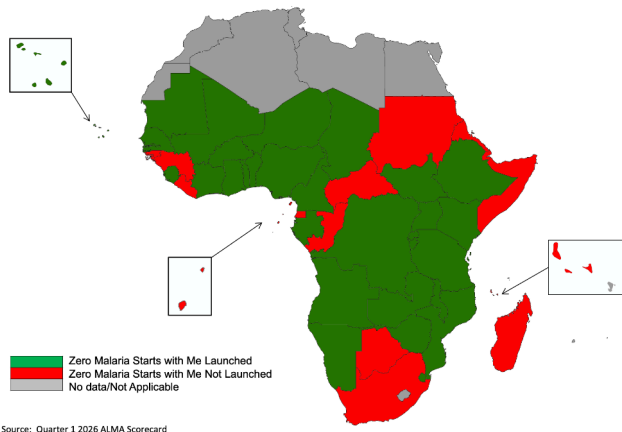 Zero Malaria Starts with Me Launched
Zero Malaria Starts with Me Not Launched
No data/Not Applicable
Source: Quarter 1 2026 ALMA Scorecard